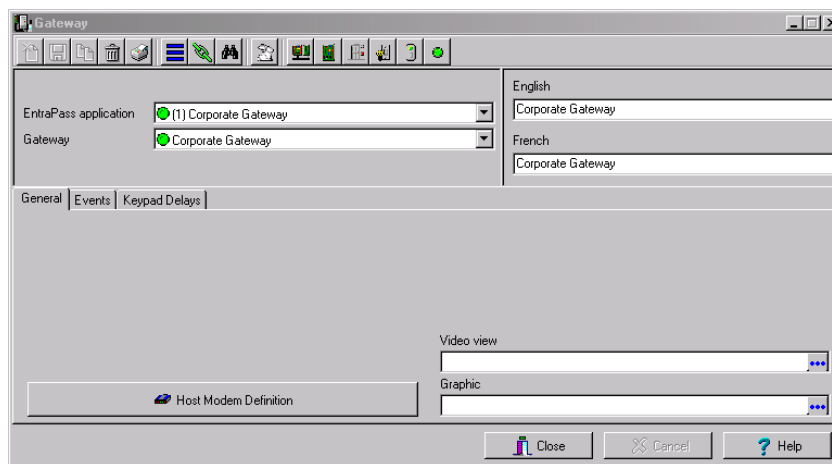 Gateway
English
EntraPass application
(1) Corporate Gateway
Corporate Gateway
Gateway
Corporate Gateway
French
Corporate Gateway
General
Events
Keypad Delays
Video view
Host Modem Definition
Graphic
Close
Cancel
Help